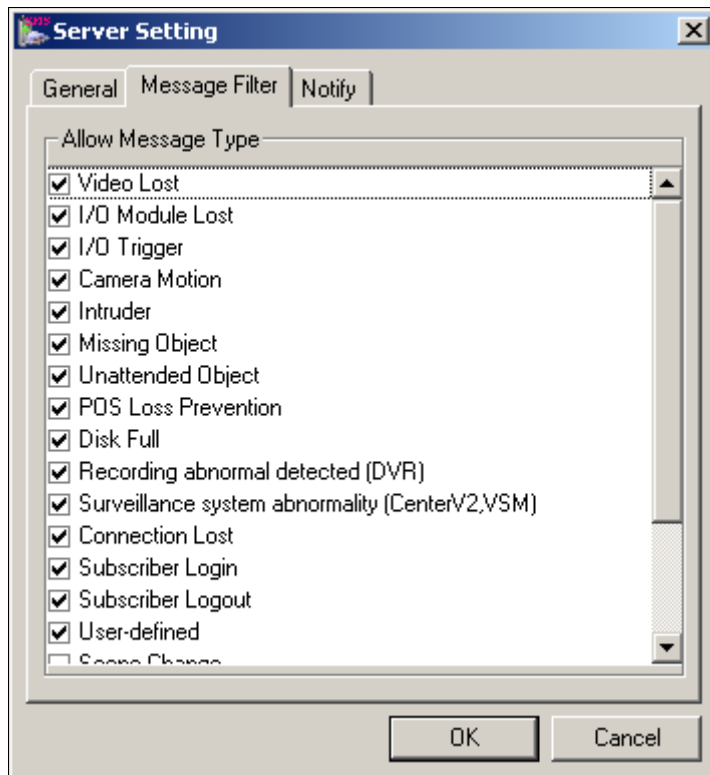 Server Setting
General Message Filter Notify
Allow Message Type
Video Lost
I/O Module Lost
I/O Trigger
Camera Motion
Intruder
Missing Object
Unattended Object
POS Loss Prevention
Disk Full
Recording abnormal detected (DVR)
Surveillance system abnormality (CenterV2,VSM)
Connection Lost
Subscriber Login
Subscriber Logout
User-defined
Scene Change
OK Cancel